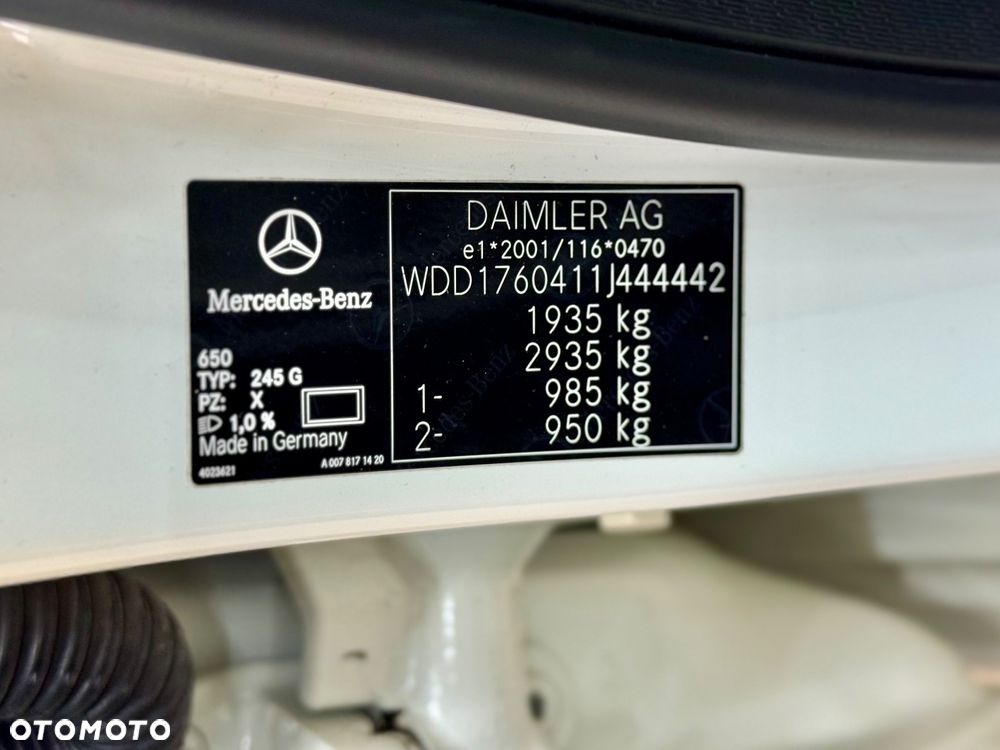 Mercedes-Benz
650
TYP: 245 G
PZ: X
1,0 %
Made in Germany
4023621
A 007 817 14 20
DAIMLER AG
e1*2001/116*0470
WDD1760411J444442
1935 kg
2935 kg
1- 985 kg
2- 950 kg
OTOMOTO